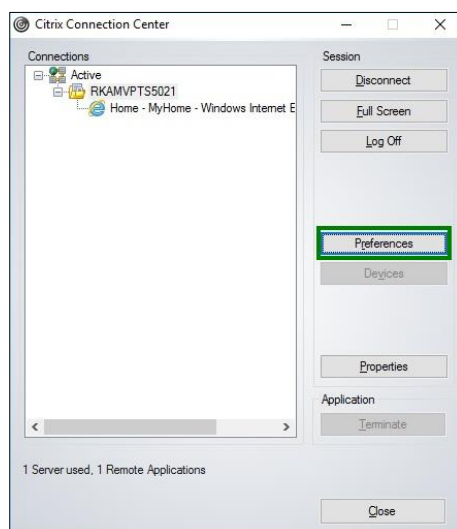 Citrix Connection Center
Connections
Active
RKAMVPTS5021
Home - MyHome - Windows Internet E
Session
Disconnect
Full Screen
Log Off
Preferences
Devices
Properties
Application
Terminate
1 Server used, 1 Remote Applications
Close